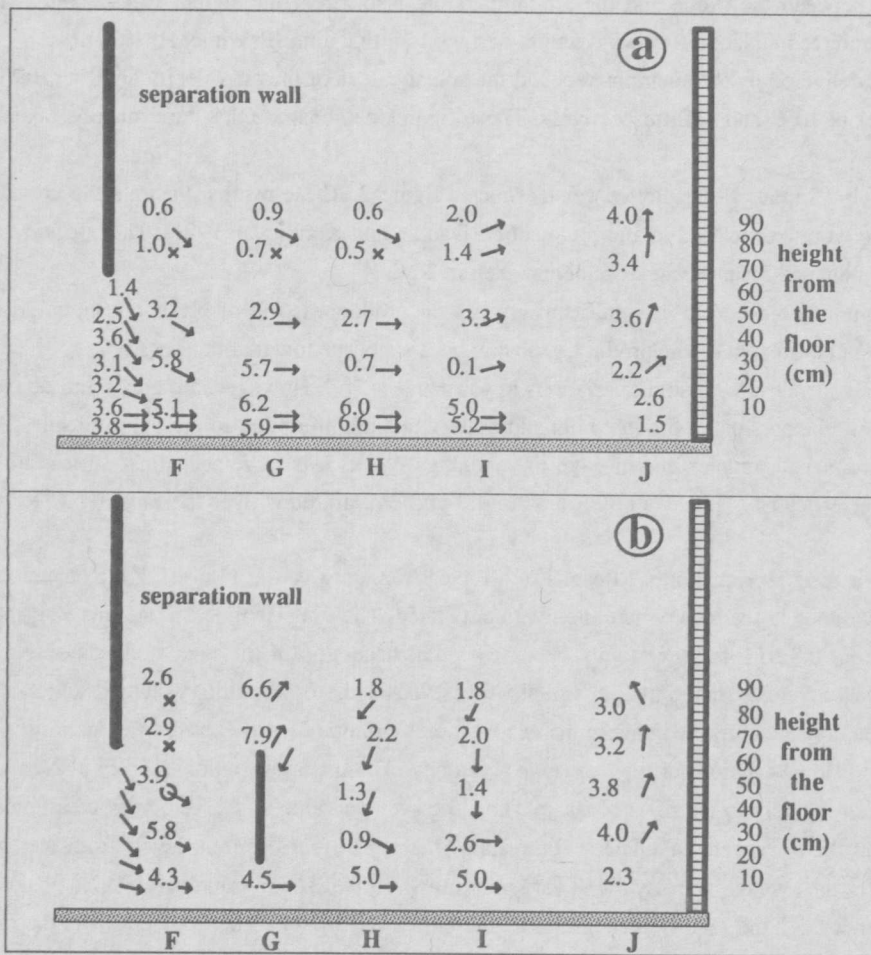 a
separation wall
0.6 0.9 0.6 2.0 4.0 90
1.0 0.7 0.5 1.4 3.4 80
70
height
from
the
floor
(cm)
1.4 60
2.5 3.2 2.9 2.7 3.3 3.6 50
3.6 40
3.1 5.8 5.7 0.7 0.1 2.2 30
3.2 20
3.6 5.1 6.2 6.0 5.0 2.6 10
3.8 5.9 6.6 5.2 1.5
F G H I J
b
separation wall
2.6 6.6 1.8 1.8 3.0 90
80
2.9 7.9 2.2 2.0 3.2 70
height
from
the
floor
(cm)
60
3.9 1.3 1.4 3.8 50
40
5.8 0.9 2.6 4.0 30
20
4.3 4.5 5.0 5.0 2.3 10
F G H I J